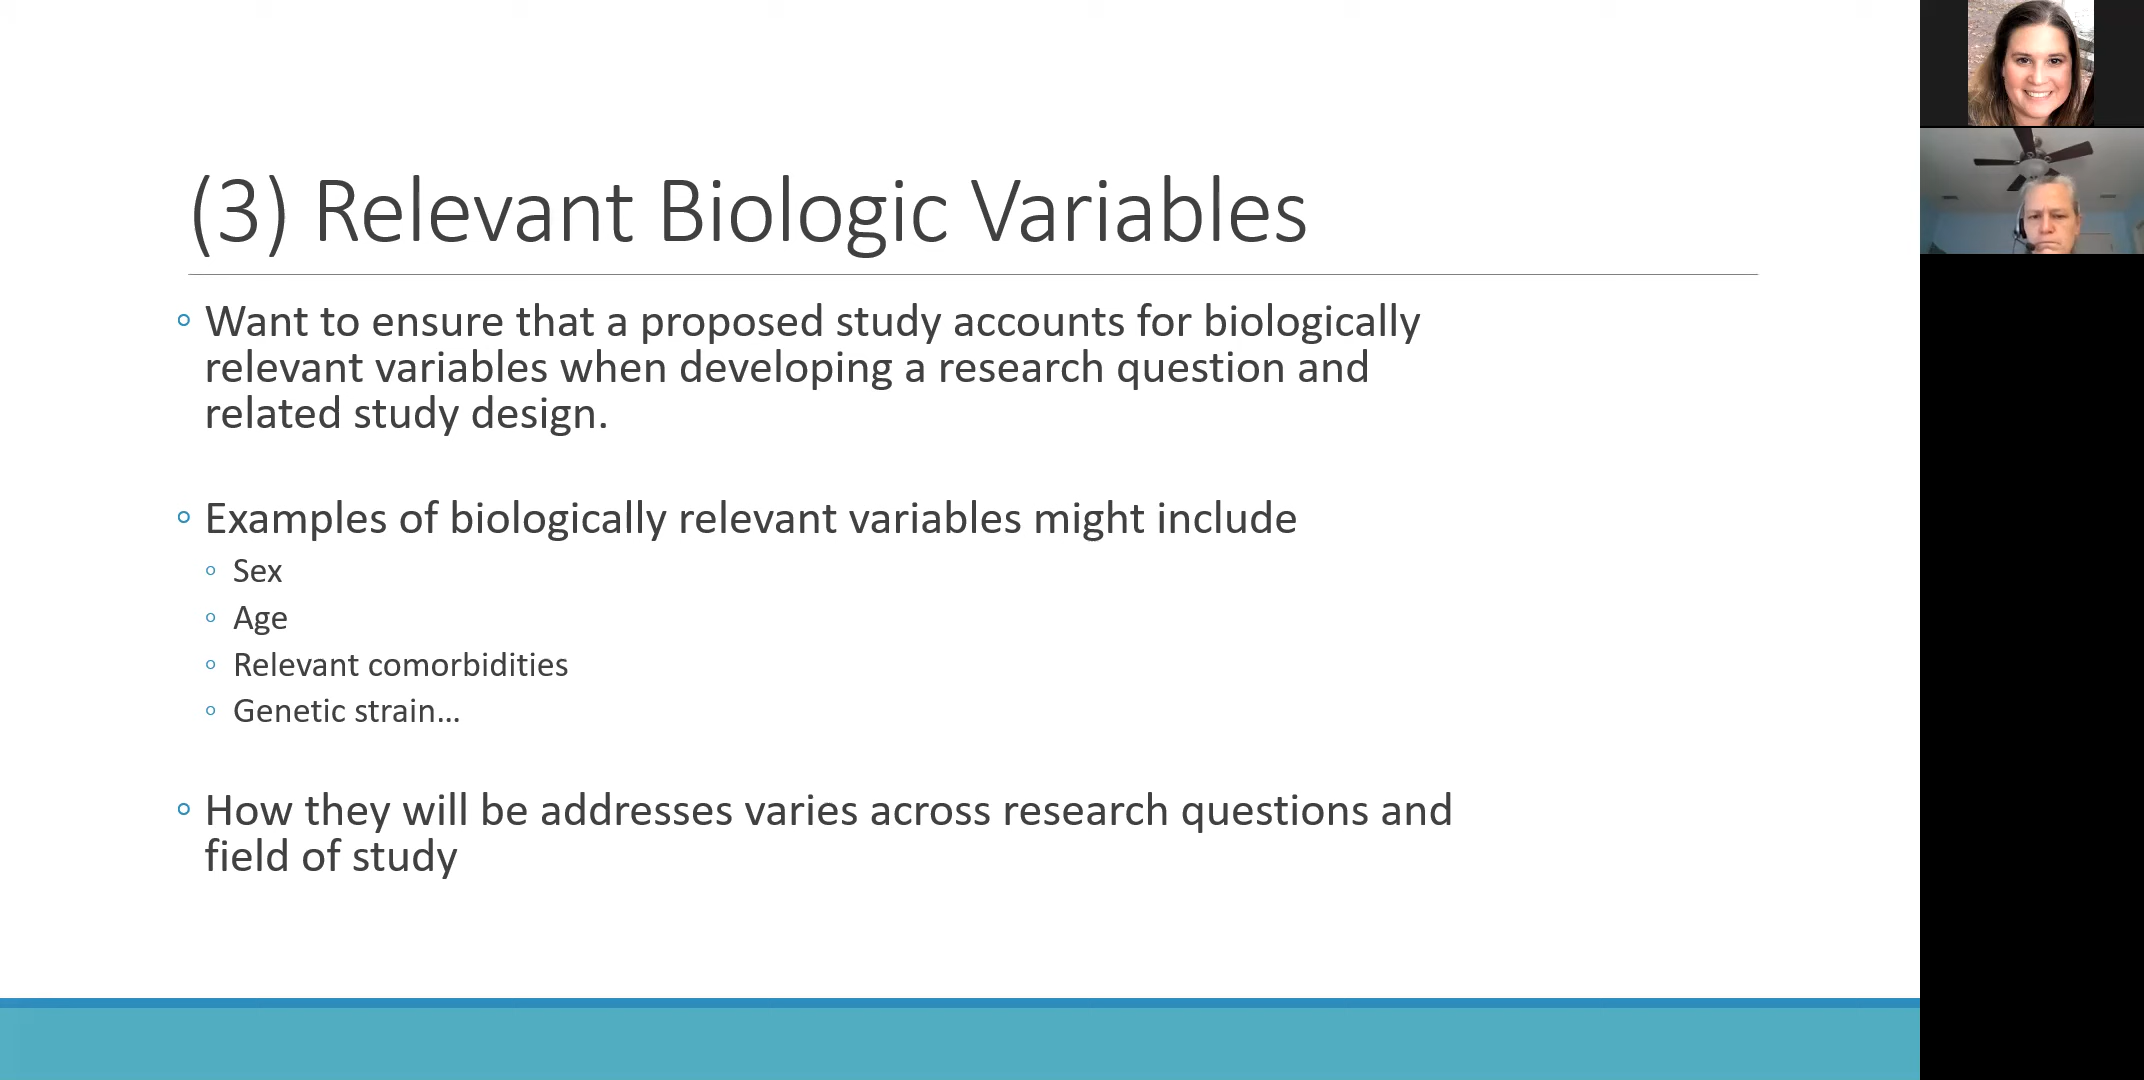 (3) Relevant Biologic Variables
◦ Want to ensure that a proposed study accounts for biologically
relevant variables when developing a research question and
related study design.
◦ Examples of biologically relevant variables might include
◦ Sex
◦ Age
◦ Relevant comorbidities
◦ Genetic strain…
◦ How they will be addresses varies across research questions and
field of study